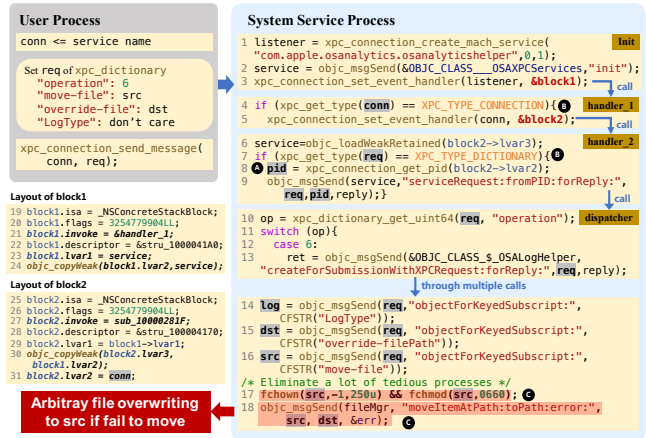 User Process
conn <= service name
Set req of xpc_dictionary
"operation": 6
"move-file": src
"override-file": dst
"LogType": don't care
xpc_connection_send_message(
conn, req);
Layout of block1
19 block1.isa = _NSConcreteStackBlock;
20 block1.flags = 3254779904LL;
21 block1.invoke = &handler_1;
22 block1.descriptor = &stru_1000041A0;
23 block1.lvar1 = service;
24 objc_copyWeak(block1.lvar2,service);
Layout of block2
25 block2.isa = _NSConcreteStackBlock;
26 block2.flags = 3254779904LL;
27 block2.invoke = sub_10000281F;
28 block2.descriptor = &stru_100004170;
29 block2.lvar1 = block1->lvar1;
30 objc_copyWeak(block2.lvar3,
block1.lvar2);
31 block2.lvar2 = conn;
Arbitray file overwriting
to src if fail to move
System Service Process
Init
1 listener = xpc_connection_create_mach_service(
"com.apple.osanalytics.osanalyticshelper",0,1);
2 service = objc_msgSend(&OBJC_CLASS___OSAXPCServices,"init");
3 xpc_connection_set_event_handler(listener, &block1);
call
handler_1
4 if (xpc_get_type(conn) == XPC_TYPE_CONNECTION){ B
5 xpc_connection_set_event_handler(conn, &block2);
call
handler_2
6 service=objc_loadWeakRetained(block2->lvar3);
7 if (xpc_get_type(req) == XPC_TYPE_DICTIONARY){ B
8 A pid = xpc_connection_get_pid(block2->lvar2);
9 objc_msgSend(service,"serviceRequest:fromPID:forReply:",
req,pid,reply);}
call
dispatcher
10 op = xpc_dictionary_get_uint64(req, "operation");
11 switch (op){
12 case 6:
13 ret = objc_msgSend(&OBJC_CLASS_$_OSALogHelper,
"createForSubmissionWithXPCRequest:forReply:",req,reply);
through multiple calls
14 log = objc_msgSend(req,"objectForKeyedSubscript:",
CFSTR("LogType"));
15 dst = objc_msgSend(req, "objectForKeyedSubscript:",
CFSTR("override-filePath"));
16 src = objc_msgSend(req, "objectForKeyedSubscript:",
CFSTR("move-file"));
/* Eliminate a lot of tedious processes */
17 fchown(src,-1,250u) && fchmod(src,0660); C
18 objc_msgSend(fileMgr, "moveItemAtPath:toPath:error:",
src, dst, &err); C